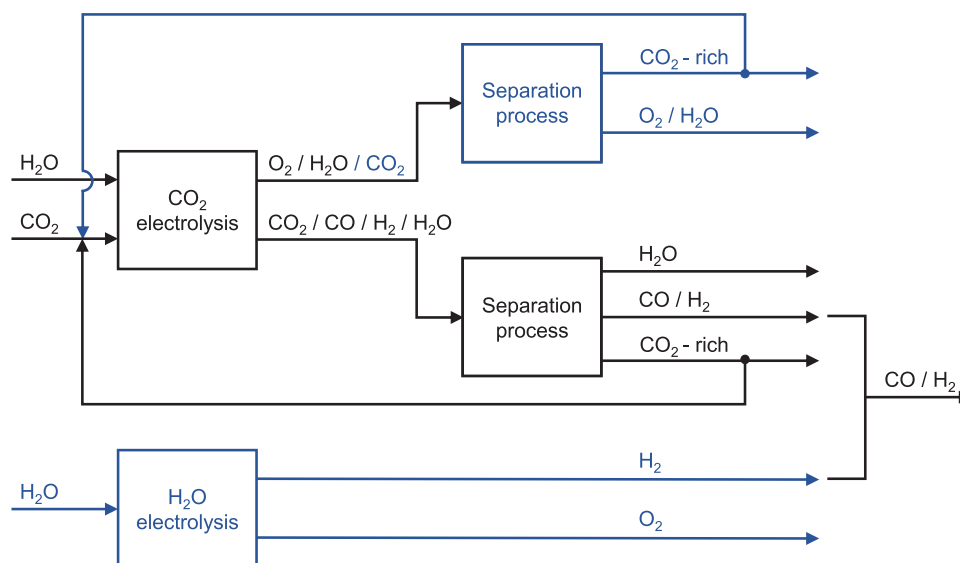 CO₂ - rich
Separation
process
O₂ / H₂O
H₂O
O₂ / H₂O / CO₂
CO₂
electrolysis
CO₂
CO₂ / CO / H₂ / H₂O
H₂O
Separation
process
CO / H₂
CO₂ - rich
CO / H₂
H₂
H₂O
H₂O
electrolysis
O₂